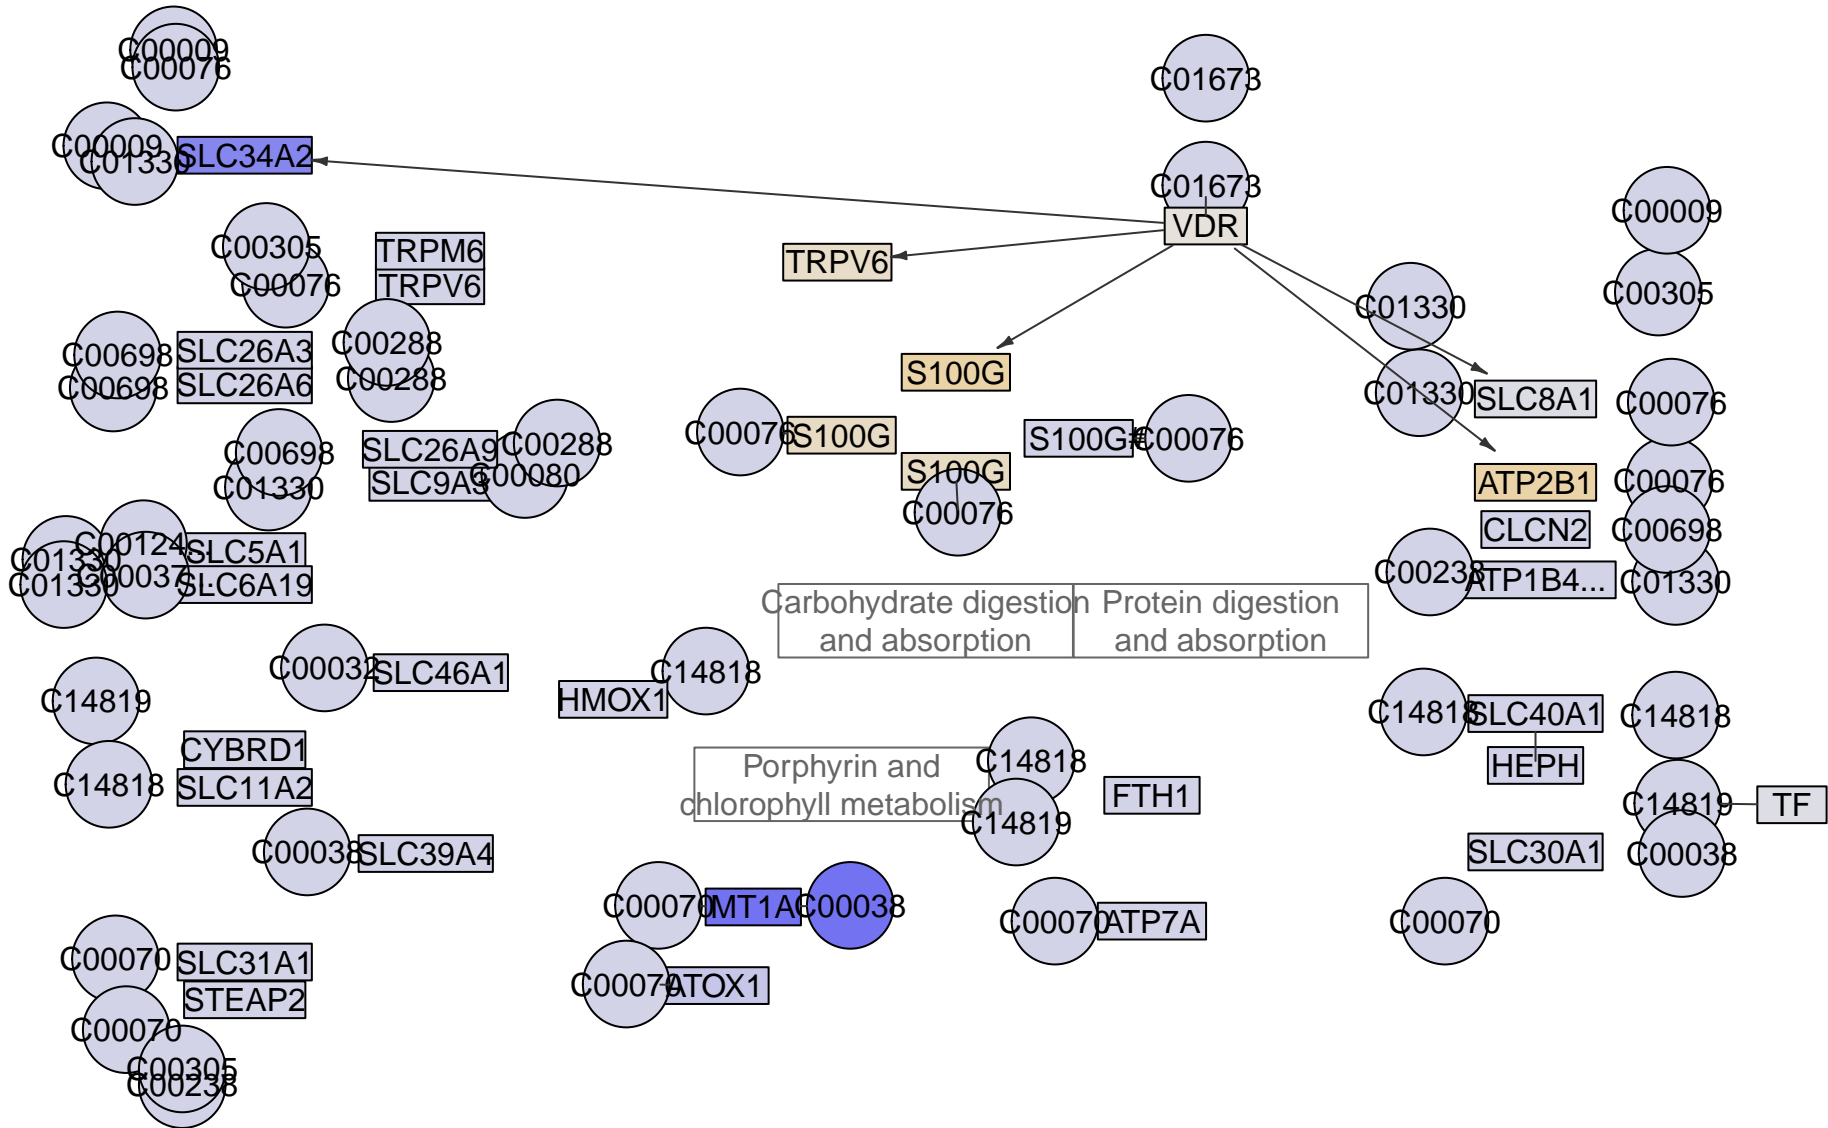 C00009
C00076
C01673
C00009
C01330
SLC34A2
C01673
VDR
C00009
C00305
TRPM6
TRPV6
C00076
TRPV6
C01330
C00305
C00698
SLC26A3
C00288
C00698
SLC26A6
C00288
S100G
C01330
SLC8A1
C00076
C00698
SLC26A9
C00288
C00076
S100G
S100G#
C00076
C01330
SLC9A3
C00080
S100G
C00076
ATP2B1
C00076
CLCN2
C00698
C01330
C00124...
SLC5A1
C01330
C00037...
SLC6A19
C00238
ATP1B4...
C01330
Carbohydrate digestion
and absorption
Protein digestion
and absorption
C00032
SLC46A1
HMOX1
C14818
C14819
C14818
SLC40A1
C14818
CYBRD1
C14818
SLC11A2
Porphyrin and
chlorophyll metabolism
C14818
C14819
FTH1
HEPH
C14819
TF
C00038
SLC39A4
SLC30A1
C00038
C00070
MT1A
C00038
C00070
ATP7A
C00070
C00070
SLC31A1
STEAP2
C00070
ATOX1
C00070
C00305
C00238